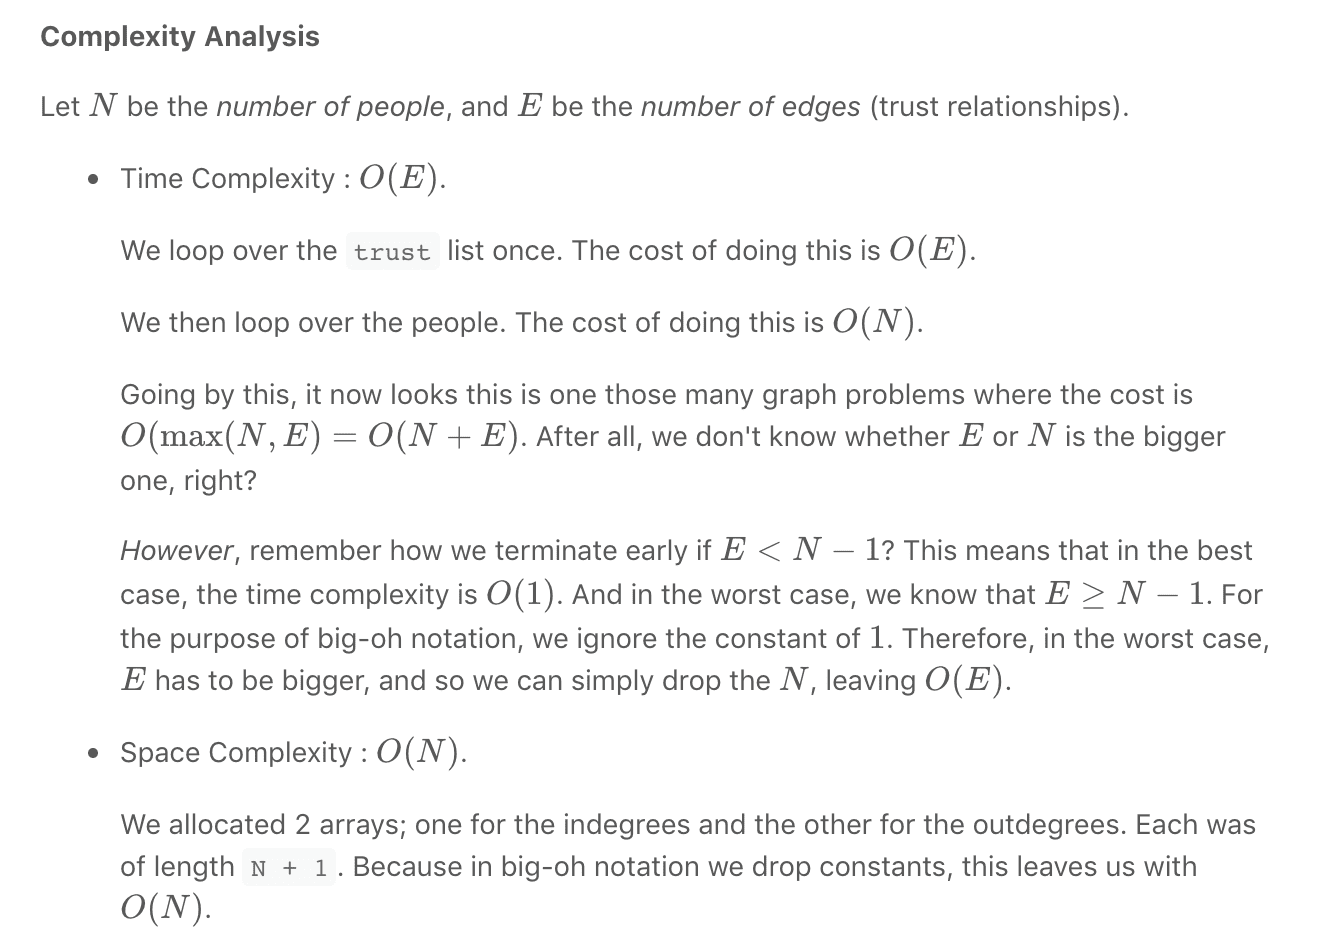 Complexity Analysis
Let N be the number of people, and E be the number of edges (trust relationships).
• Time Complexity : O(E).
We loop over the trust list once. The cost of doing this is O(E).
We then loop over the people. The cost of doing this is O(N).
Going by this, it now looks this is one those many graph problems where the cost is
O(max(N, E) = O(N + E). After all, we don't know whether E or N is the bigger
one, right?
However, remember how we terminate early if E < N − 1? This means that in the best
case, the time complexity is O(1). And in the worst case, we know that E ≥ N − 1. For
the purpose of big-oh notation, we ignore the constant of 1. Therefore, in the worst case,
E has to be bigger, and so we can simply drop the N, leaving O(E).
• Space Complexity : O(N).
We allocated 2 arrays; one for the indegrees and the other for the outdegrees. Each was
of length N + 1. Because in big-oh notation we drop constants, this leaves us with
O(N).